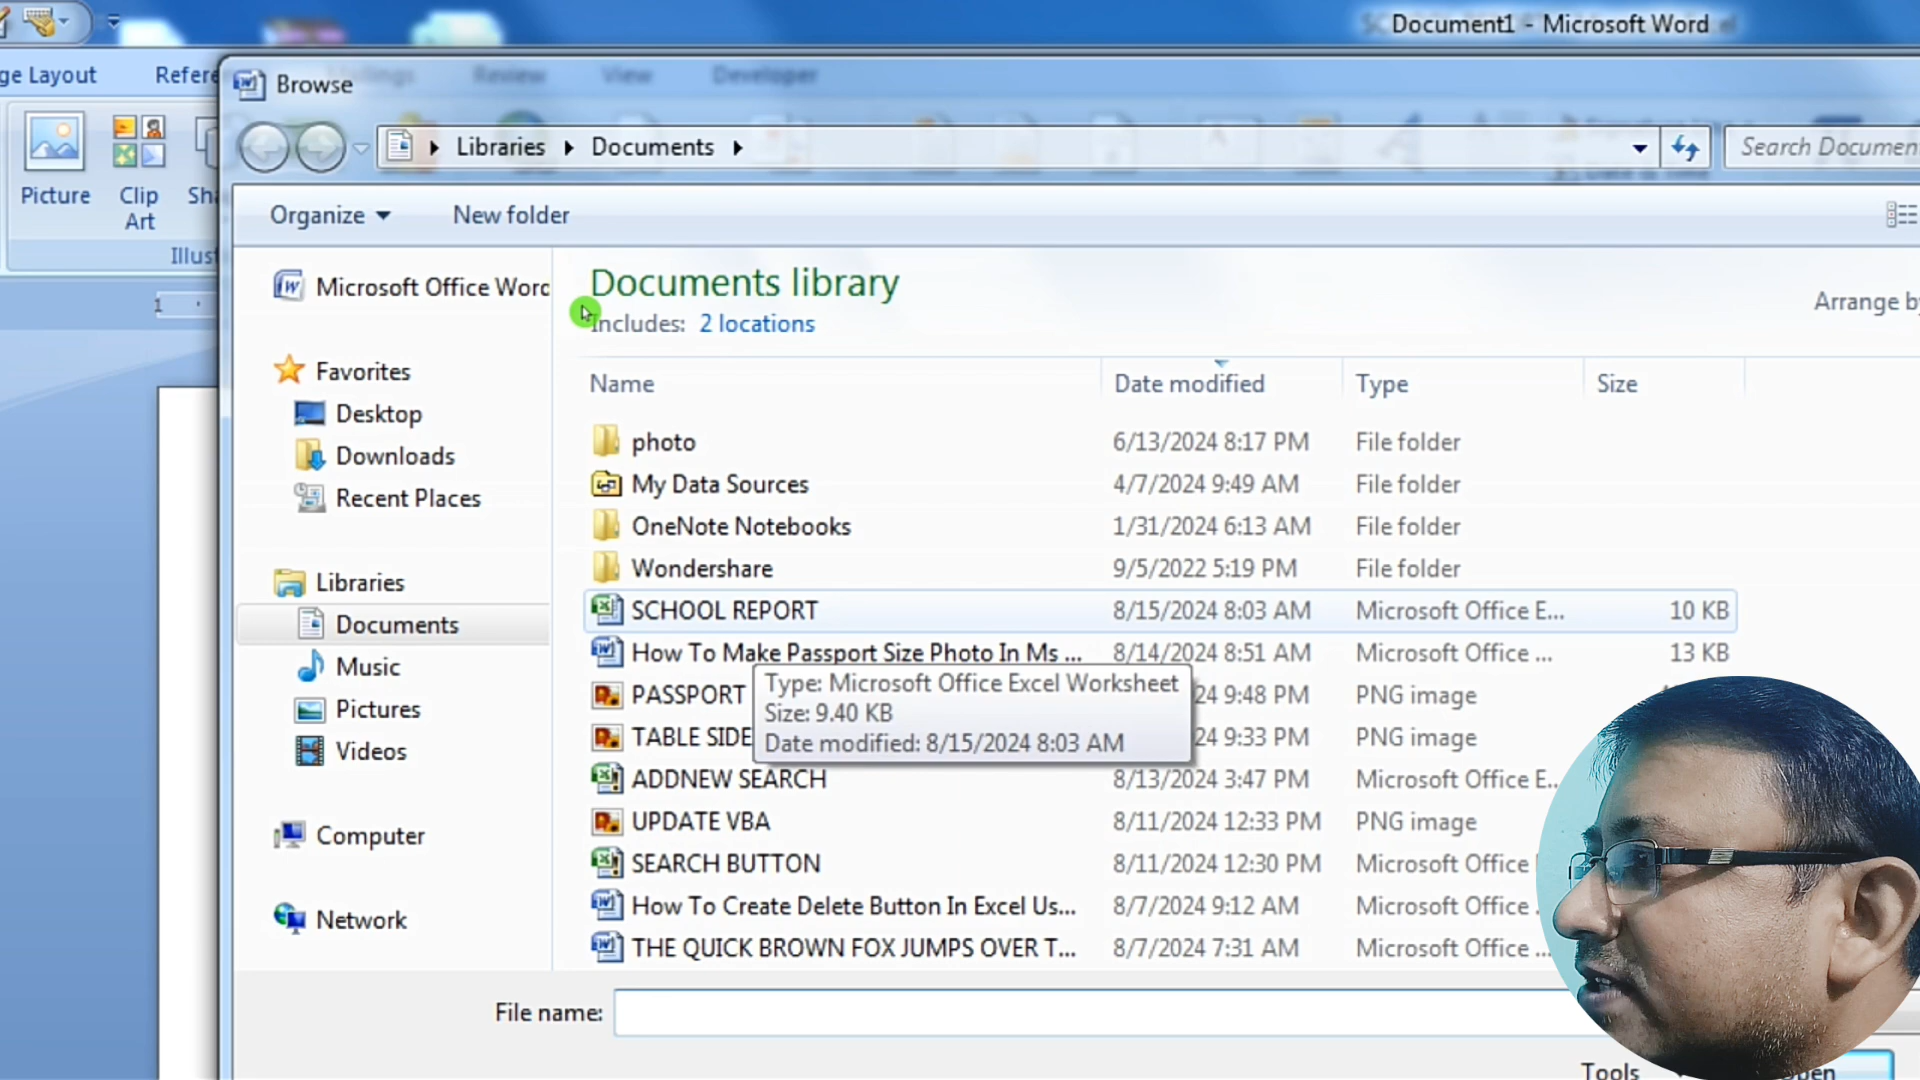 Document1 - Microsoft Word
ge Layout
Refere
Review
View
Developer
Browse
Picture
Clip
Art
Sha
Illust
Libraries
Documents
Search Documen
Organize
New folder
1
Microsoft Office Word
Favorites
Desktop
Downloads
Recent Places
Libraries
Documents
Music
Pictures
Videos
Computer
Network
Documents library
Includes: 2 locations
Arrange by
Name Date modified Type Size
photo 6/13/2024 8:17 PM File folder
My Data Sources 4/7/2024 9:49 AM File folder
OneNote Notebooks 1/31/2024 6:13 AM File folder
Wondershare 9/5/2022 5:19 PM File folder
SCHOOL REPORT 8/15/2024 8:03 AM Microsoft Office E... 10 KB
How To Make Passport Size Photo In Ms ... 8/14/2024 8:51 AM Microsoft Office ... 13 KB
PASSPORT 24 9:48 PM PNG image
TABLE SIDE 24 9:33 PM PNG image
Type: Microsoft Office Excel Worksheet
Size: 9.40 KB
Date modified: 8/15/2024 8:03 AM
ADDNEW SEARCH 8/13/2024 3:47 PM Microsoft Office E..
UPDATE VBA 8/11/2024 12:33 PM PNG image
SEARCH BUTTON 8/11/2024 12:30 PM Microsoft Office
How To Create Delete Button In Excel Us... 8/7/2024 9:12 AM Microsoft Office
THE QUICK BROWN FOX JUMPS OVER T... 8/7/2024 7:31 AM Microsoft Office ...
File name:
Tools
Open